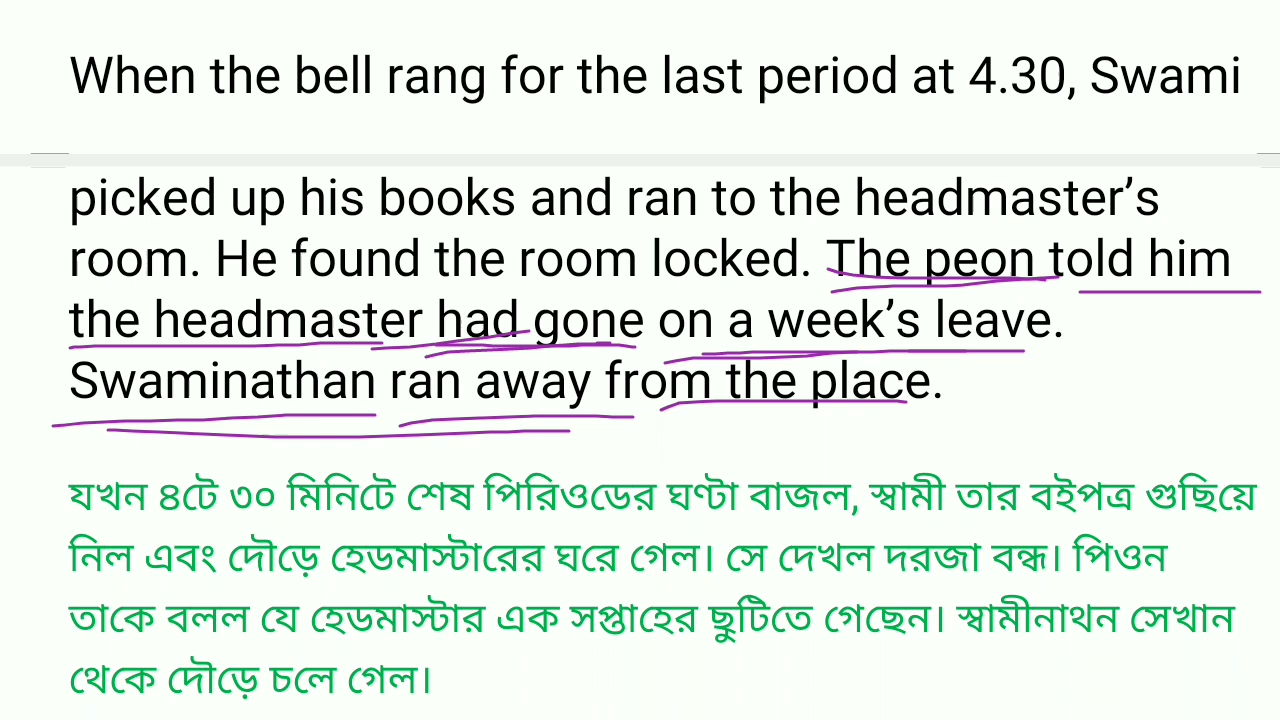 When the bell rang for the last period at 4.30, Swami
picked up his books and ran to the headmaster’s
room. He found the room locked. The peon told him
the headmaster had gone on a week’s leave.
Swaminathan ran away from the place.
যখন ৪টে ৩০ মিনিটে শেষ পিরিওডের ঘণ্টা বাজল, স্বামী তার বইপত্র গুছিয়ে
নিল এবং দৌড়ে হেডমাস্টারের ঘরে গেল। সে দেখল দরজা বন্ধ। পিওন
তাকে বলল যে হেডমাস্টার এক সপ্তাহের ছুটিতে গেছেন। স্বামীনাথন সেখান
থেকে দৌড়ে চলে গেল।